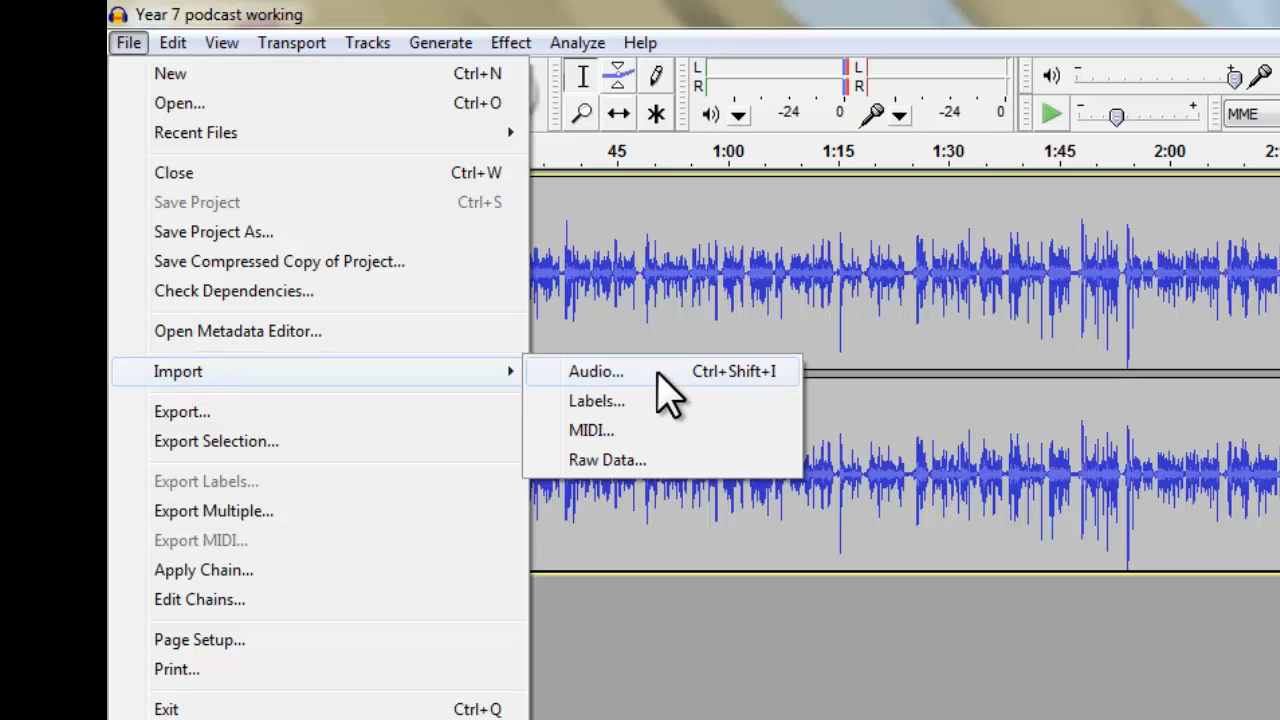 Year 7 podcast working
File Edit View Transport Tracks Generate Effect Analyze Help
New Ctrl+N
Open... Ctrl+O
Recent Files
Close Ctrl+W
Save Project Ctrl+S
Save Project As...
Save Compressed Copy of Project...
Check Dependencies...
Open Metadata Editor...
Import
Export...
Export Selection...
Export Labels...
Export Multiple...
Export MIDI...
Apply Chain...
Edit Chains...
Page Setup...
Print...
Exit Ctrl+Q
Audio... Ctrl+Shift+I
Labels...
MIDI...
Raw Data...
L L
R R
-24 0 -24 0
MME
45 1:00 1:15 1:30 1:45 2:00